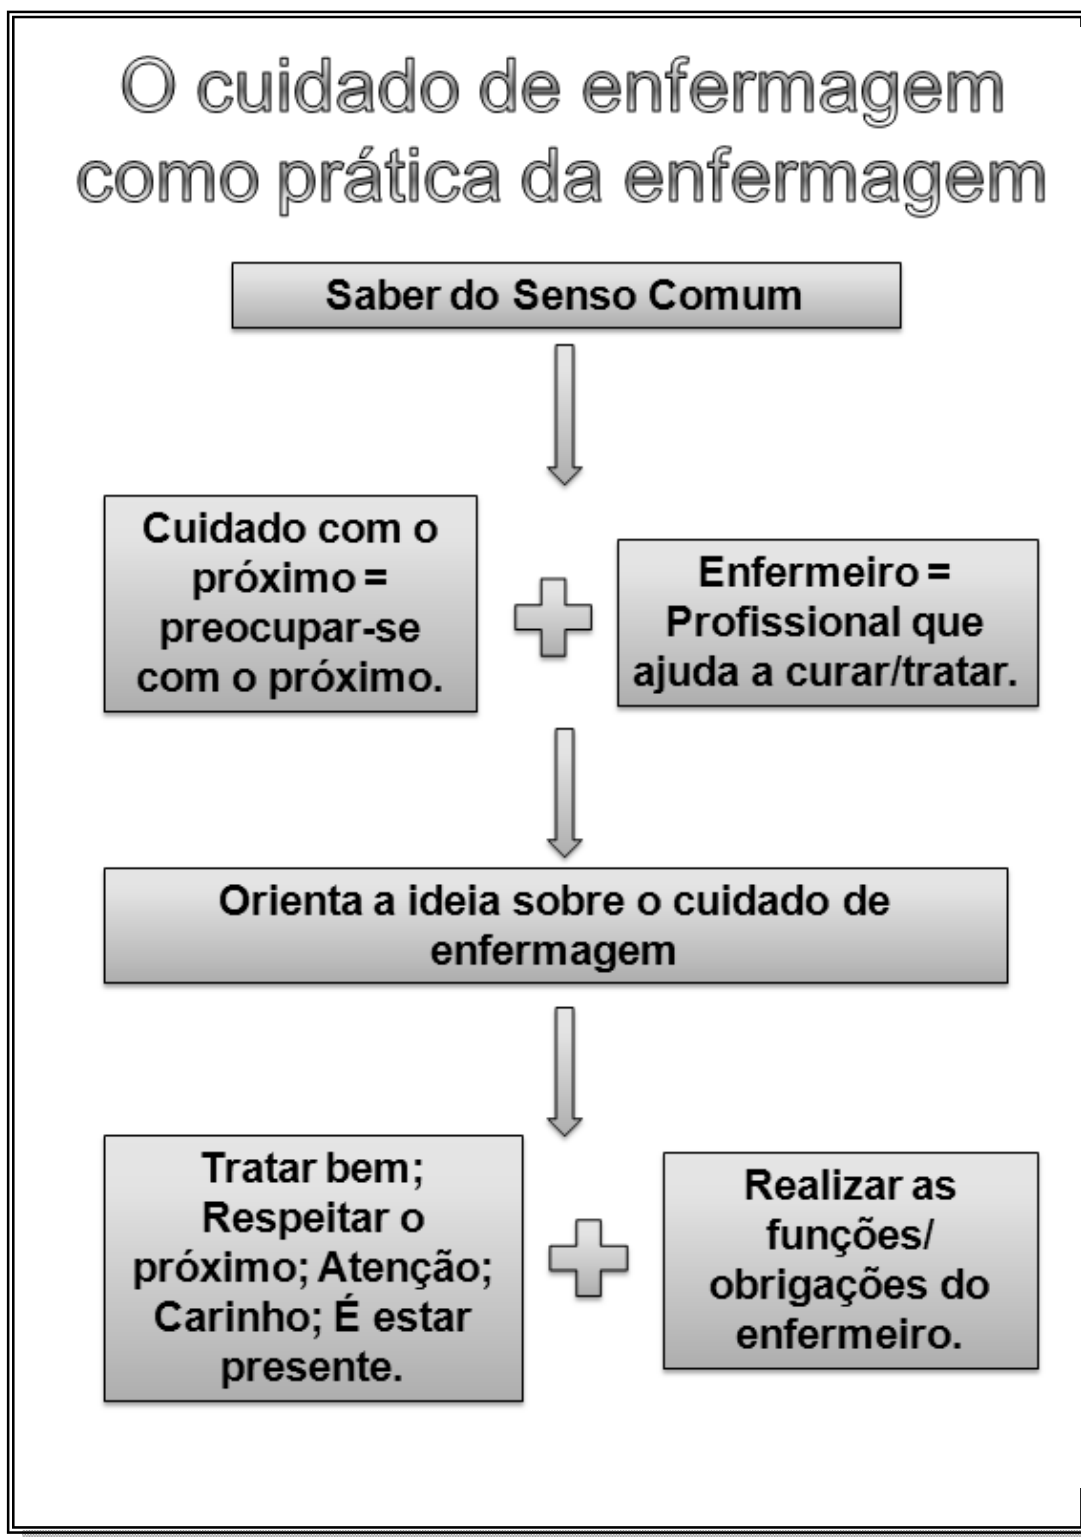 O cuidado de enfermagem
como prática da enfermagem
Saber do Senso Comum
Cuidado com o
próximo =
preocupar-se
com o próximo.
Enfermeiro =
Profissional que
ajuda a curar/tratar.
Orienta a ideia sobre o cuidado de
enfermagem
Tratar bem;
Respeitar o
próximo; Atenção;
Carinho; É estar
presente.
Realizar as
funções/
obrigações do
enfermeiro.